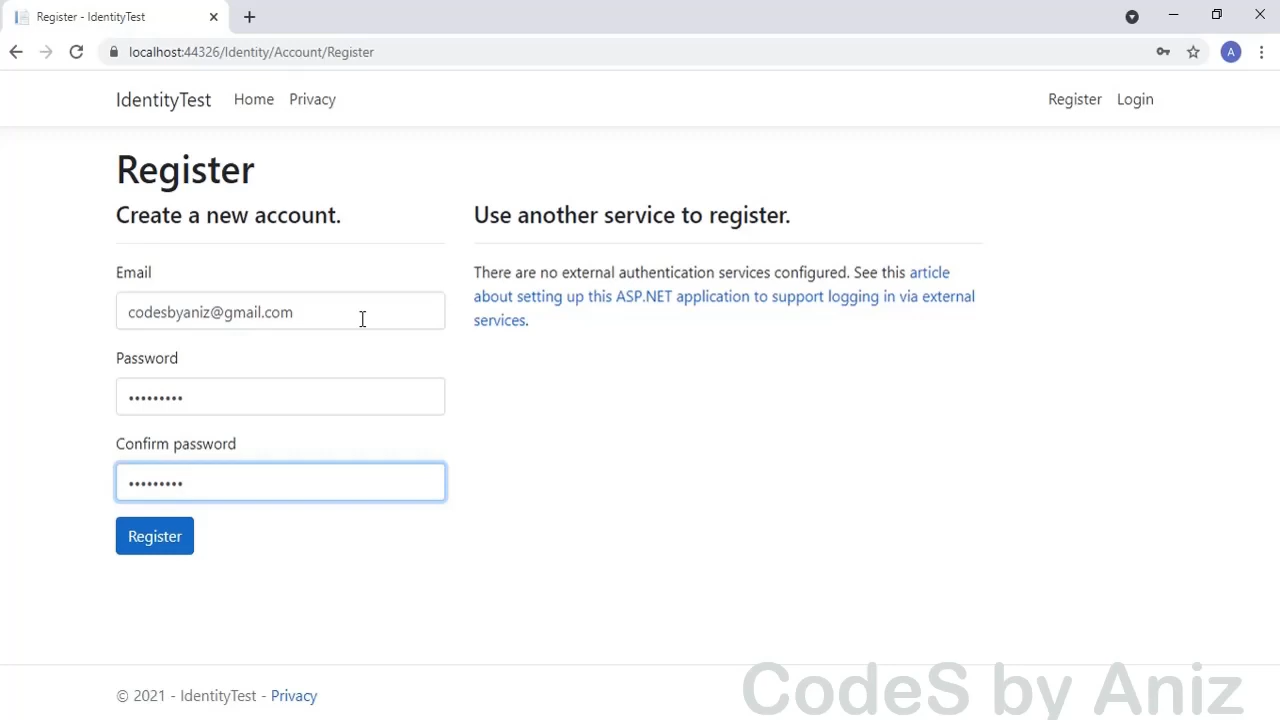 Register - IdentityTest
localhost:44326/Identity/Account/Register
A
IdentityTest Home Privacy Register Login
Register
Create a new account.
Email
codesbyaniz@gmail.com
Password
•••••••••
Confirm password
•••••••••
Register
Use another service to register.
There are no external authentication services configured. See this article
about setting up this ASP.NET application to support logging in via external
services.
© 2021 - IdentityTest - Privacy
CodeS by Aniz